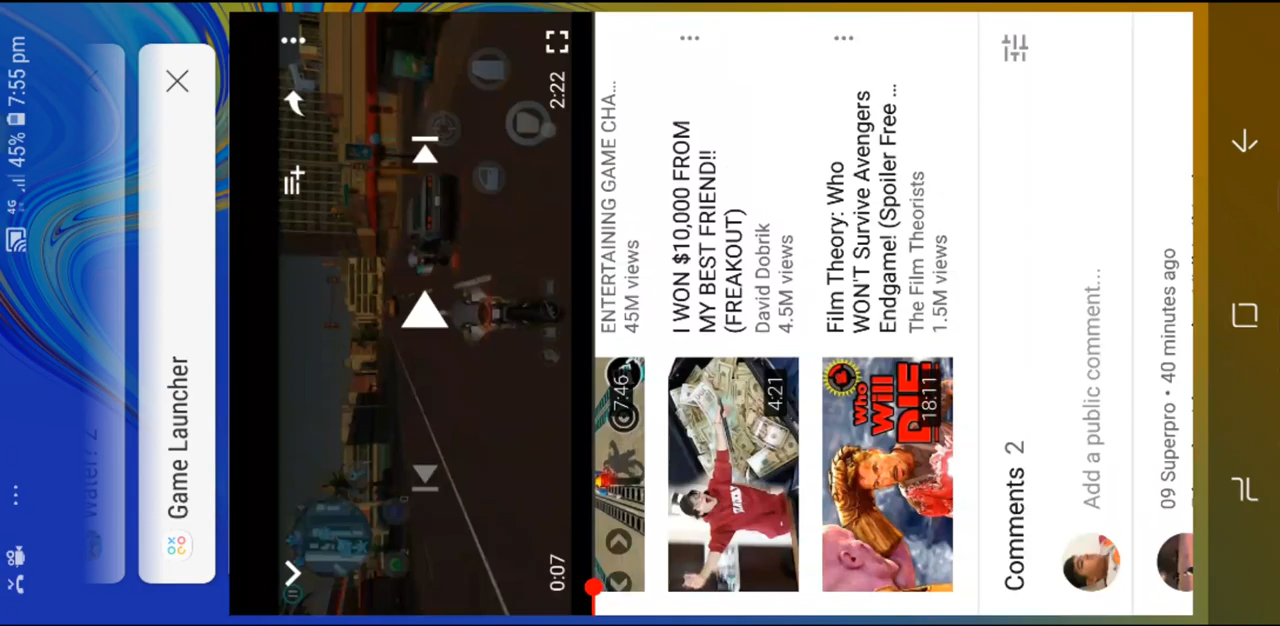 4G 45% 7:55 pm
Water? 2
Game Launcher
0:07
2:22
ENTERTAINING GAME CHA...
45M views
7:46
I WON $10,000 FROM
MY BEST FRIEND!!
(FREAKOUT)
David Dobrik
4.5M views
4:21
Film Theory: Who
WON'T Survive Avengers
Endgame! (Spoiler Free ...
The Film Theorists
1.5M views
Who
Will
DIE!
18:11
Comments 2
Add a public comment...
09 Superpro • 40 minutes ago